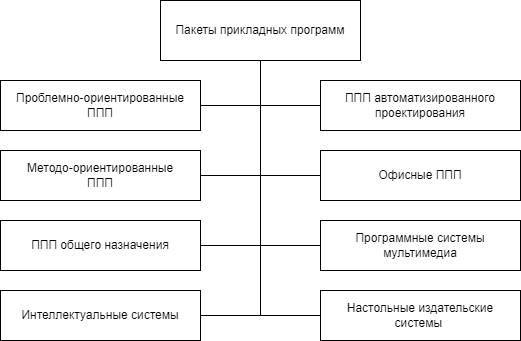 Пакеты прикладных программ
Проблемно-ориентированные
ППП
ППП автоматизированного
проектирования
Методо-ориентированные
ППП
Офисные ППП
ППП общего назначения
Программные системы
мультимедиа
Интеллектуальные системы
Настольные издательские
системы